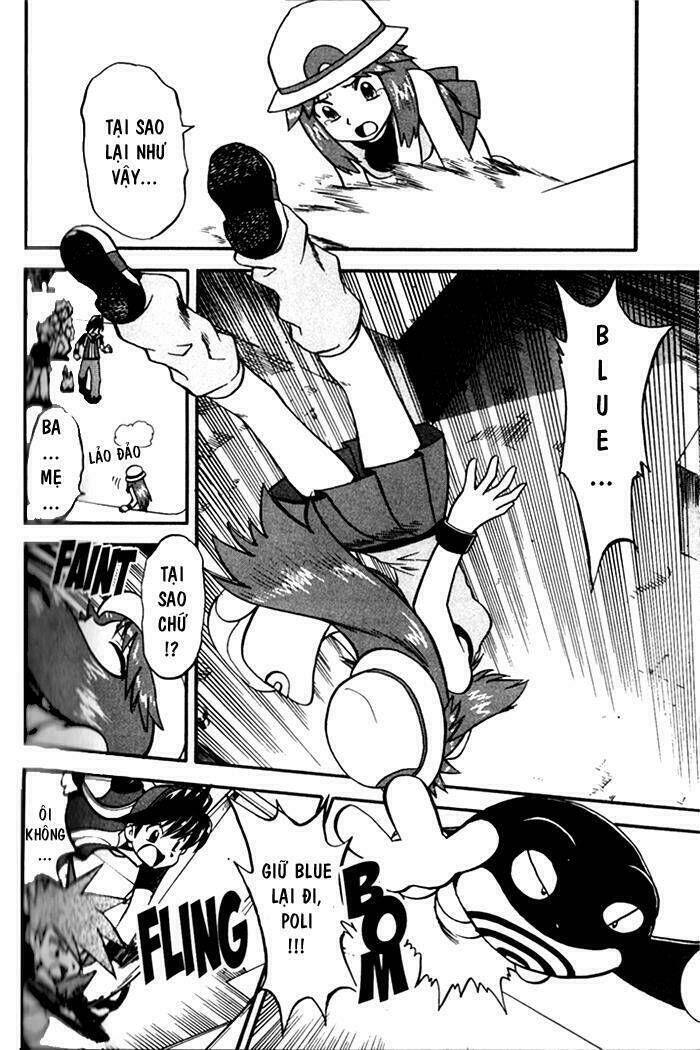 TẠI SAO
LẠI NHƯ
VẬY...
BLUE...
BA
...
MẸ
...
LẢO ĐẢO
FAINT
TẠI
SAO
CHỨ
!?
ÔI
KHÔNG
...
FLING
GIỮ BLUE
LẠI ĐI,
POLI
!!!
BOM